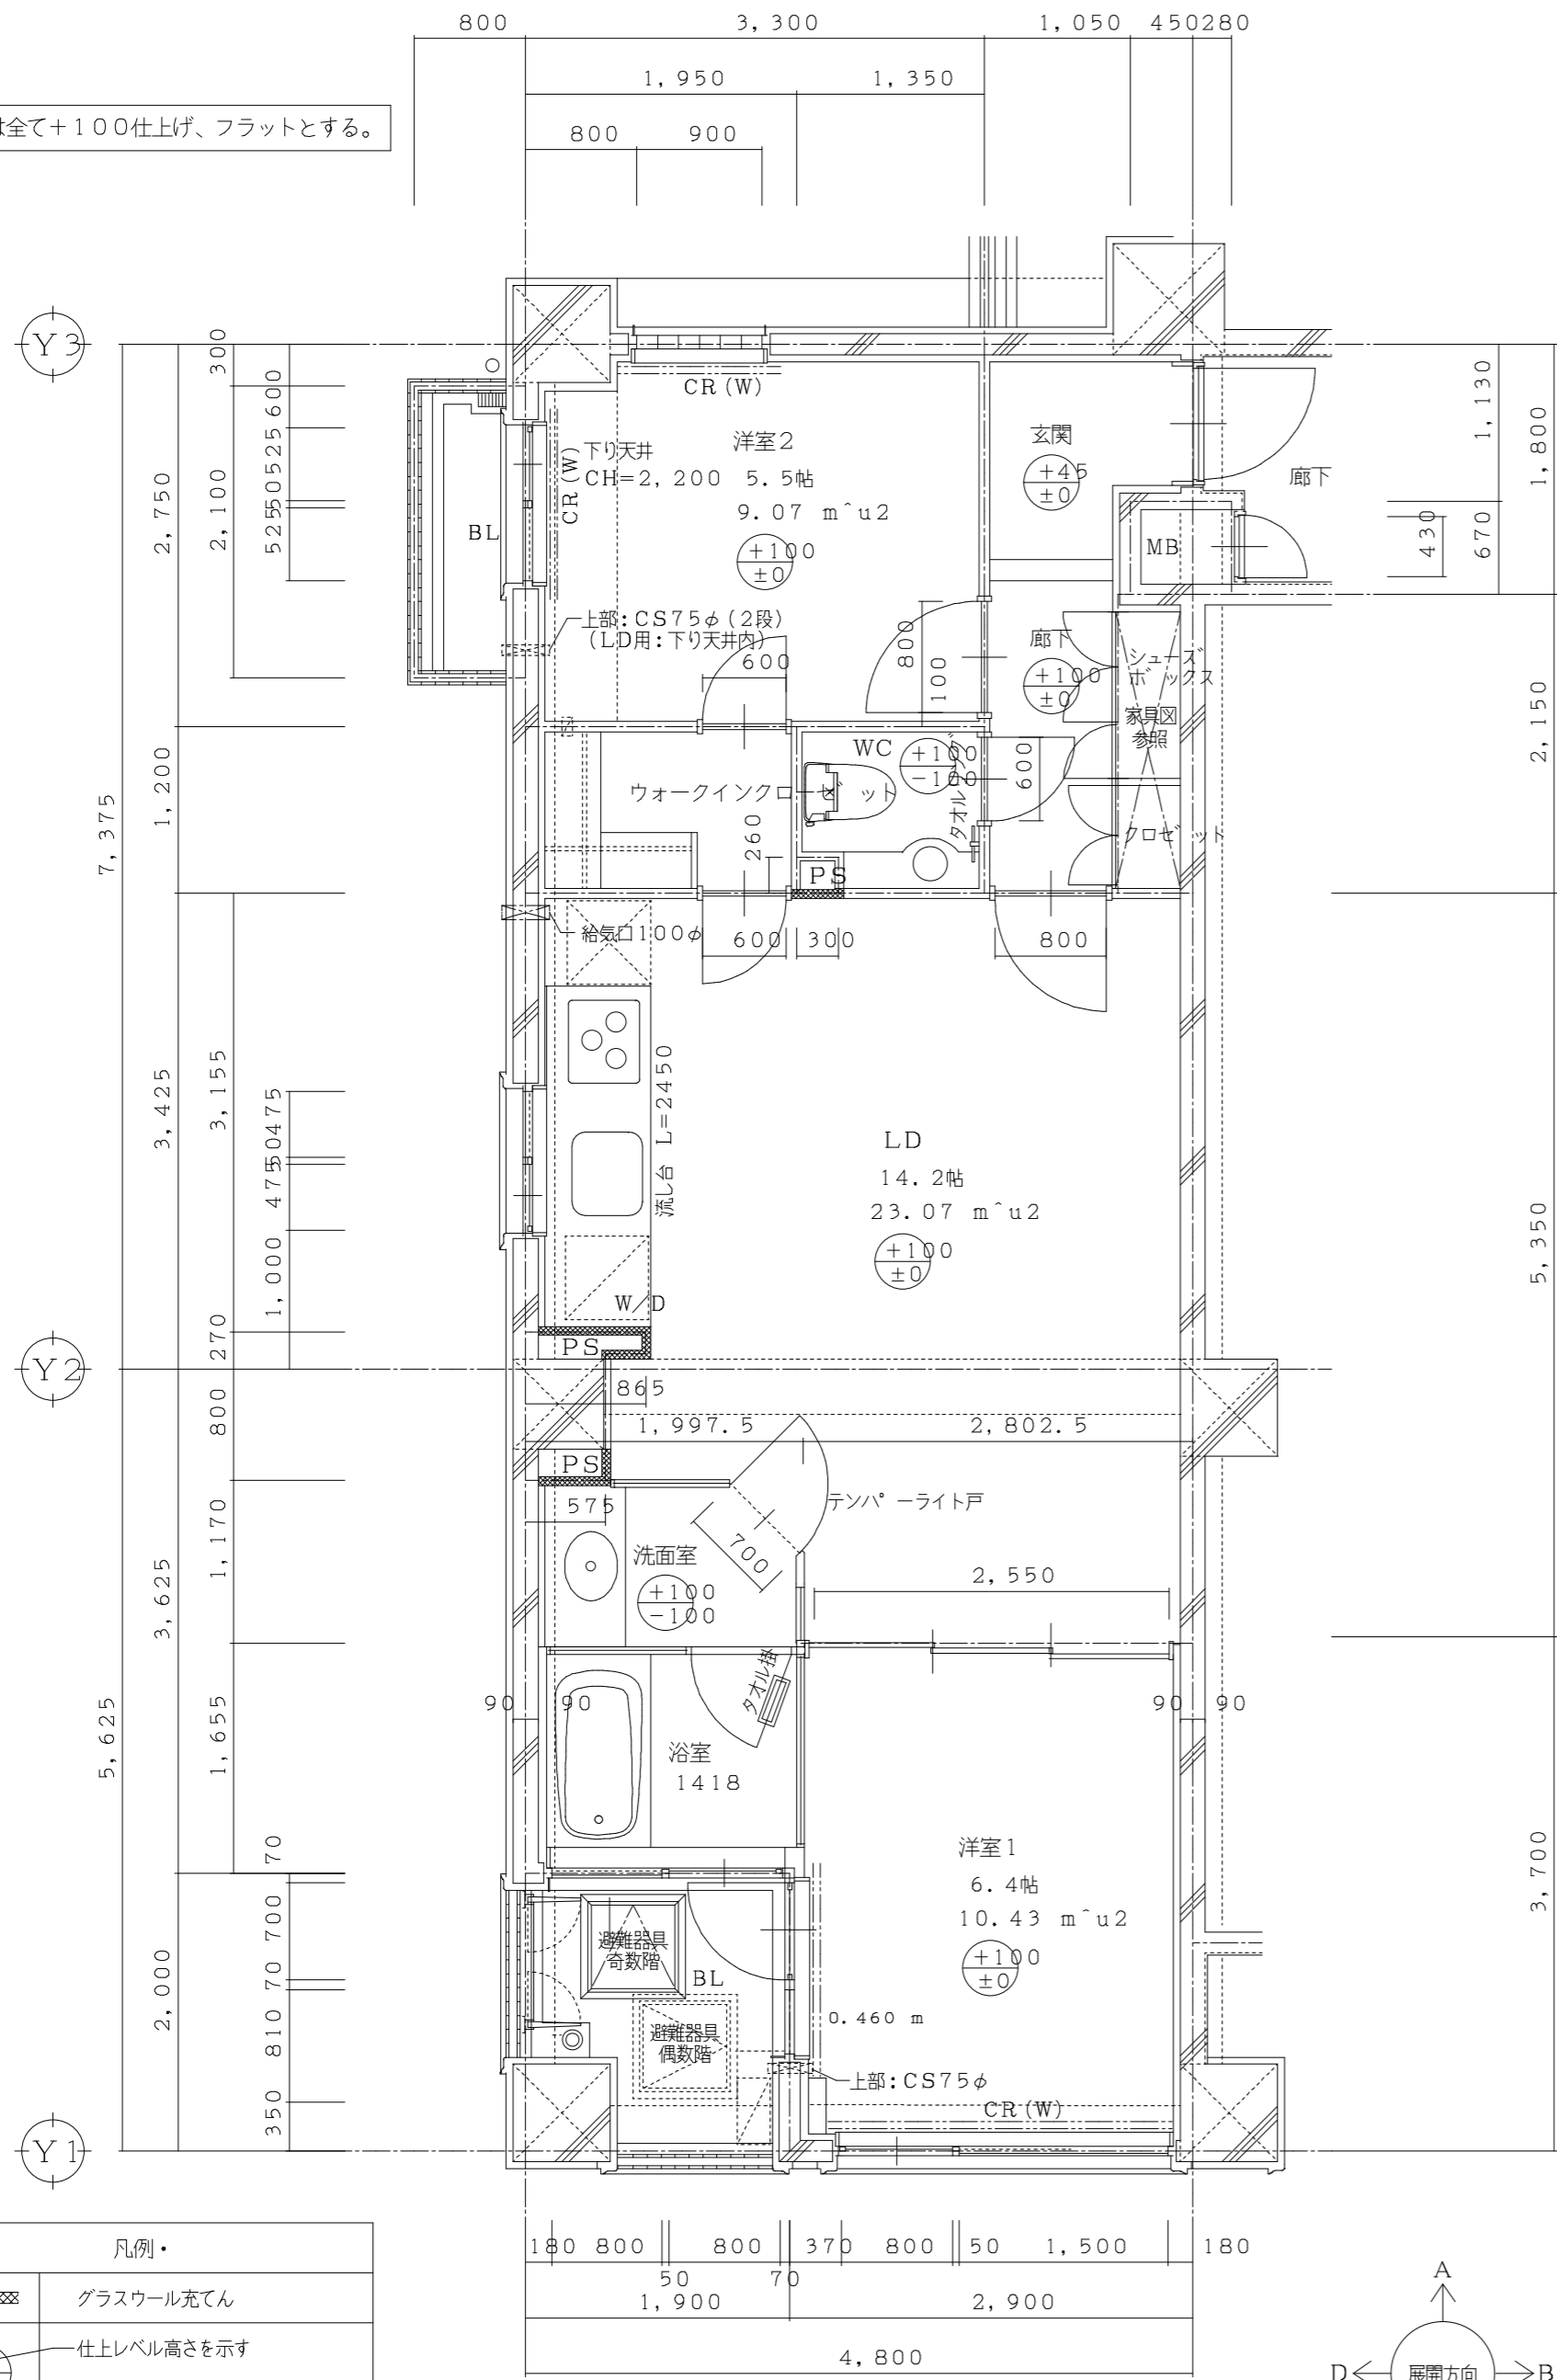 800 3,300 1,050 450 280
1,950 1,350
は全て+100仕上げ、フラットとする。
800 900
Y3
300
600
525
50
525
2,100
2,750
BL
CR(W)
CR(W)
下り天井
CH=2,200
洋室2
5.5帖
9.07 m^u2
+100
±0
玄関
+45
±0
廊下
MB
1,130
1,800
430
670
上部:CS75φ(2段)
(LD用:下り天井内)
600
800
100
廊下
+100
±0
シューズ
ボックス
家具図
参照
2,150
7,375
1,200
ウォークインクローゼット
WC
+100
-100
タオルリング
600
260
PS
クロゼット
給気口100φ
600 300 800
3,425
3,155
475
50
475
1,000
流し台 L=2450
LD
14.2帖
23.07 m^u2
+100
±0
5,350
W/D
PS
270
Y2
865
800
1,997.5 2,802.5
PS
575
テンパーライト戸
700
1,170
3,625
洗面室
+100
-100
2,550
タオル掛
5,625
1,655
90 90
90 90
浴室
1418
洋室1
6.4帖
10.43 m^u2
+100
±0
3,700
70
700
70
810
350
2,000
避難器具
奇数階
BL
避難器具
偶数階
0.460 m
上部:CS75φ
CR(W)
Y1
180 800 800 370 800 50 1,500 180
50 70
1,900 2,900
4,800
凡例・
グラスウール充てん
仕上レベル高さを示す
A
D 展開方向 B